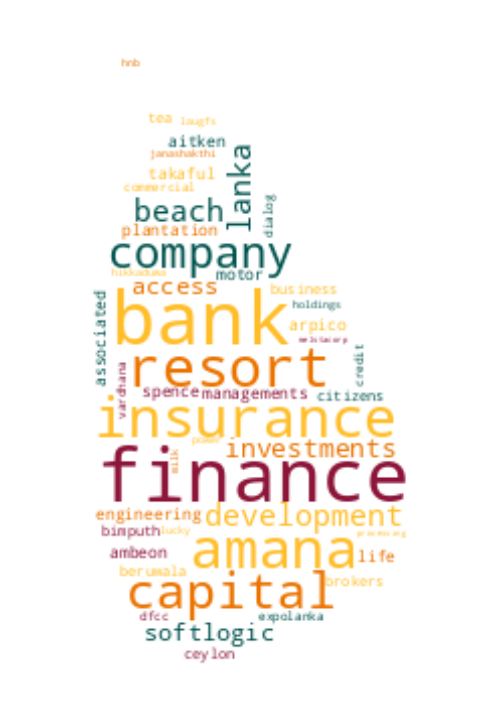 hnb
tea
laugfs
aitken
janashakthi
lanka
takaful
commercial
beach
dialog
plantation
company
hikkaduwa
motor
access
business
associated
bank
holdings
arpico
melstacorp
resort
credit
vardhana
spence
managements
citizens
insurance
power
investments
milk
finance
engineering
development
bimputh
lucky
processing
amana
ambeon
life
beruwala
brokers
capital
dfcc
expolanka
softlogic
ceylon